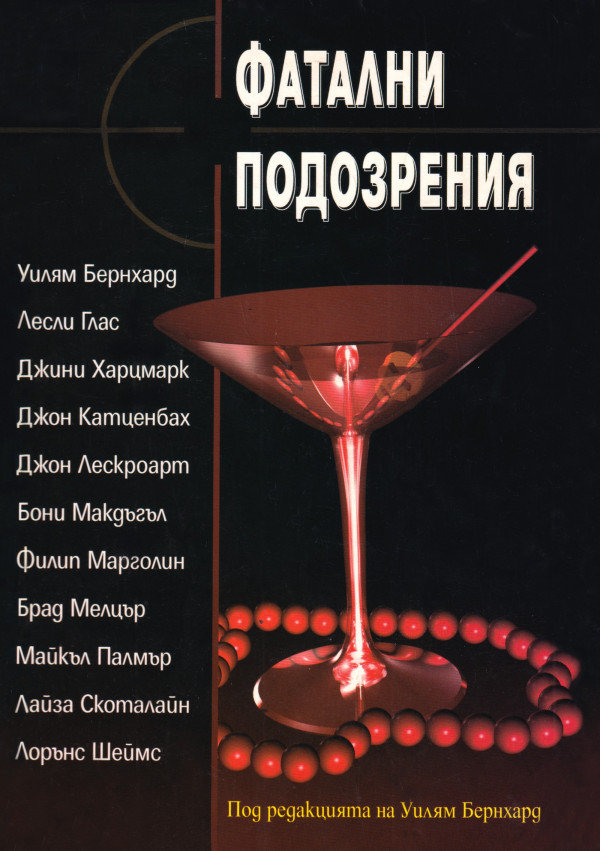 ФАТАЛНИ
ПОДОЗРЕНИЯ
Уилям Бернхард
Лесли Глас
Джини Харцмарк
Джон Катценбах
Джон Лескроарт
Бони Макдъгъл
Филип Марголин
Брад Мелцър
Майкъл Палмър
Лайза Скоталайн
Лорънс Шеймс
Под редакцията на Уилям Бернхард